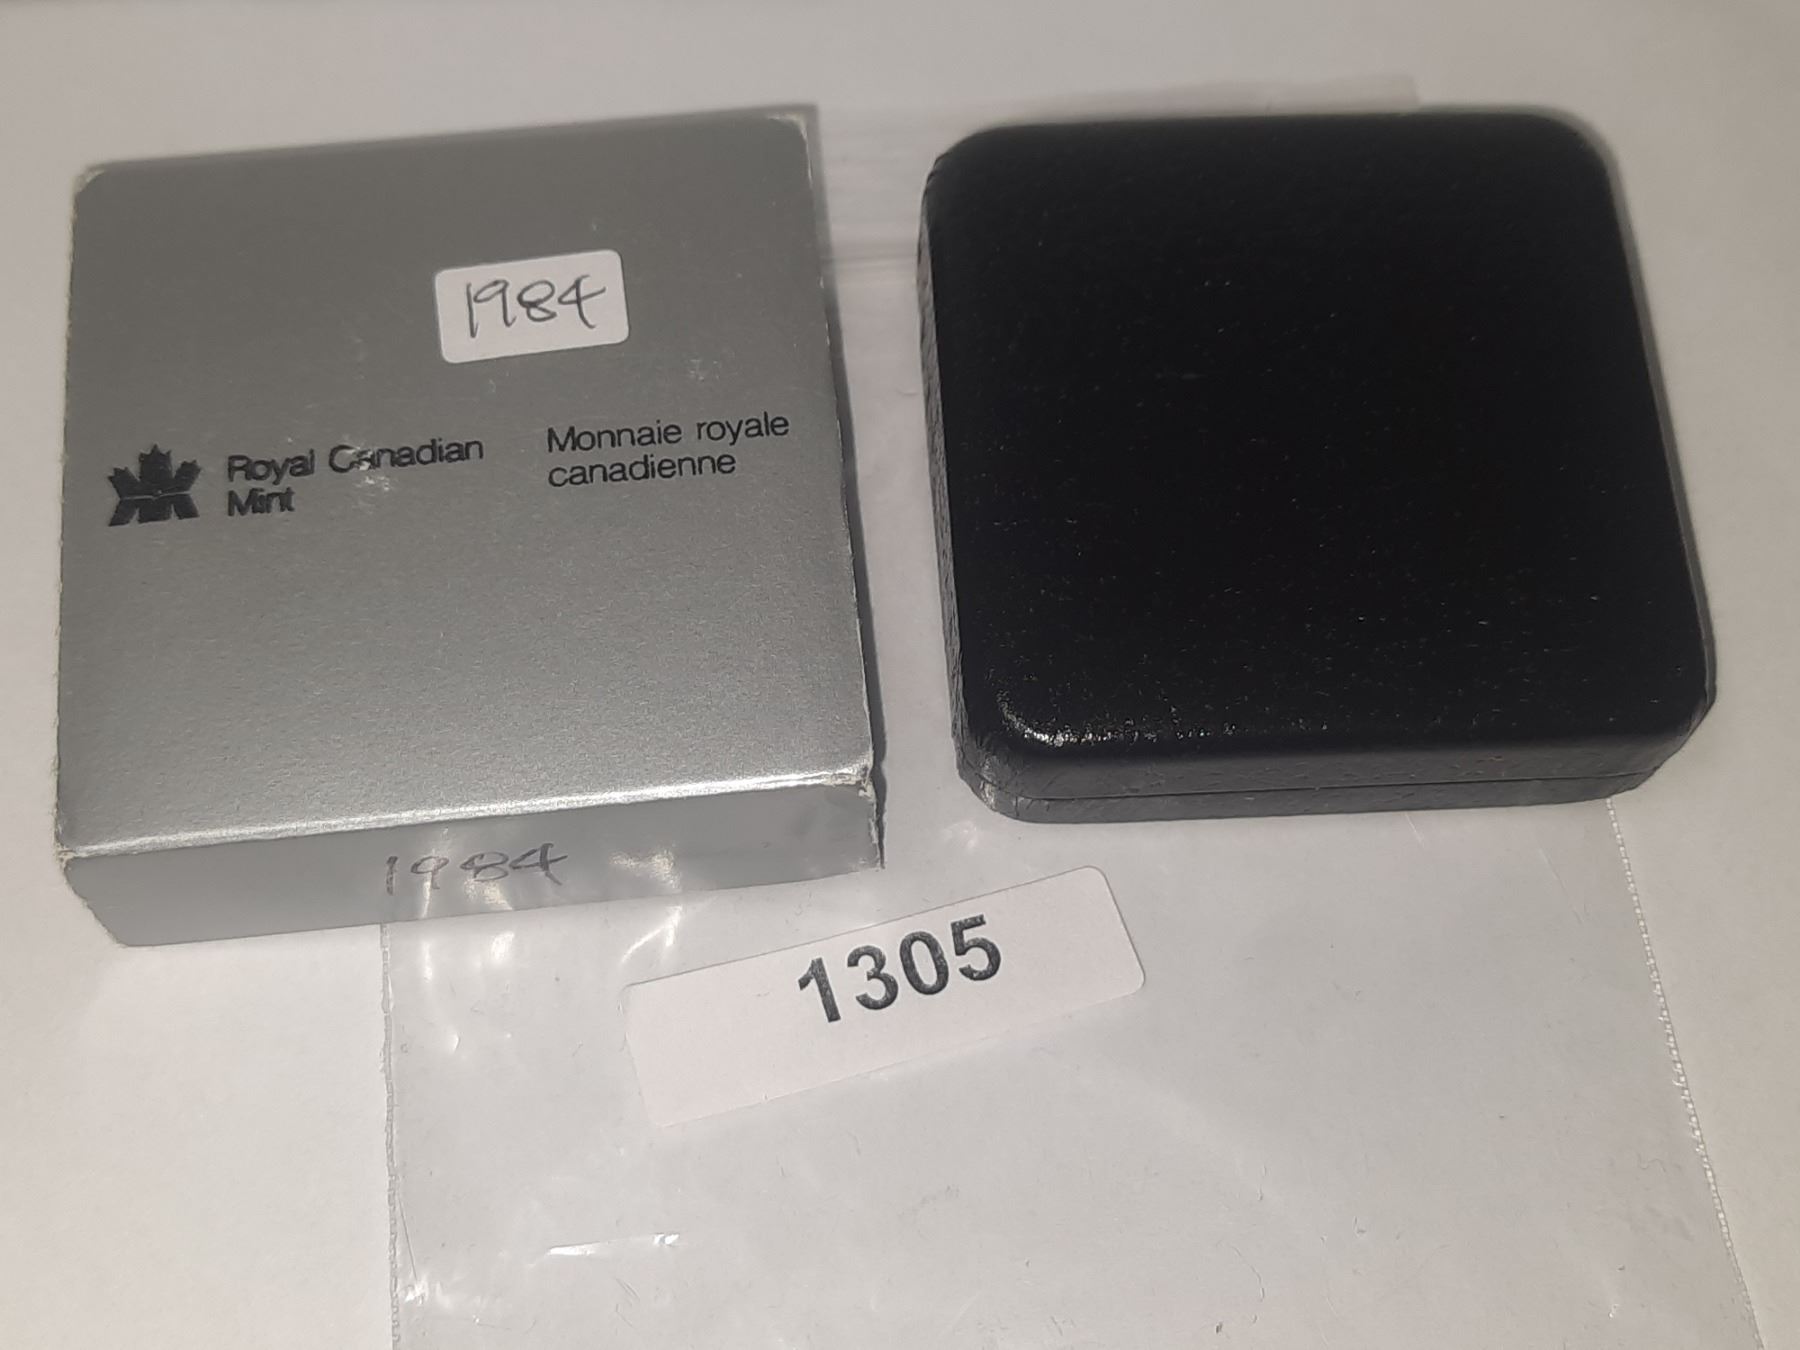 1984
Royal Canadian
Mint
Monnaie royale
canadienne
1984
1305